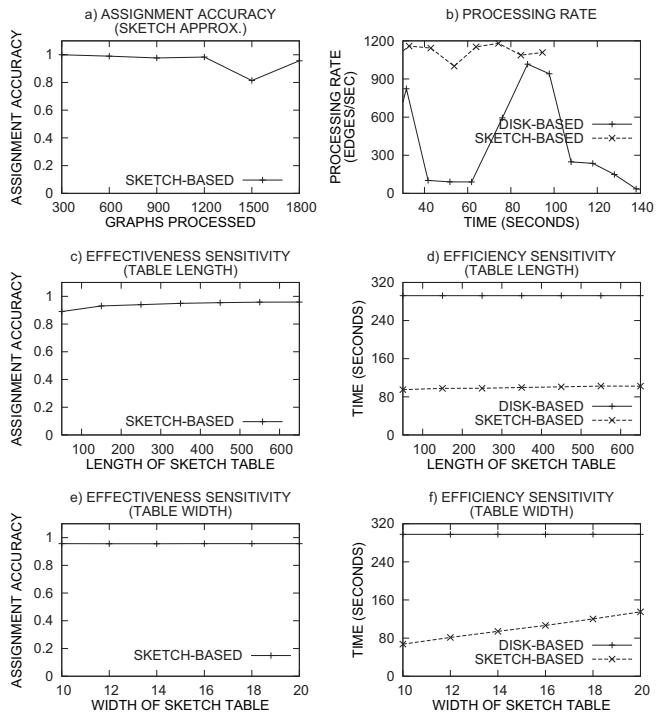 a) ASSIGNMENT ACCURACY
(SKETCH APPROX.)
ASSIGNMENT ACCURACY
1
0.8
0.6
0.4
0.2
0
SKETCH-BASED
300 600 900 1200 1500 1800
GRAPHS PROCESSED
b) PROCESSING RATE
PROCESSING RATE
(EDGES/SEC)
1200
900
600
300
0
DISK-BASED
SKETCH-BASED
40 60 80 100 120 140
TIME (SECONDS)
c) EFFECTIVENESS SENSITIVITY
(TABLE LENGTH)
ASSIGNMENT ACCURACY
1
0.8
0.6
0.4
0.2
0
SKETCH-BASED
100 200 300 400 500 600
LENGTH OF SKETCH TABLE
d) EFFICIENCY SENSITIVITY
(TABLE LENGTH)
TIME (SECONDS)
320
240
160
80
0
DISK-BASED
SKETCH-BASED
100 200 300 400 500 600
LENGTH OF SKETCH TABLE
e) EFFECTIVENESS SENSITIVITY
(TABLE WIDTH)
ASSIGNMENT ACCURACY
1
0.8
0.6
0.4
0.2
0
SKETCH-BASED
10 12 14 16 18 20
WIDTH OF SKETCH TABLE
f) EFFICIENCY SENSITIVITY
(TABLE WIDTH)
TIME (SECONDS)
320
240
160
80
0
DISK-BASED
SKETCH-BASED
10 12 14 16 18 20
WIDTH OF SKETCH TABLE